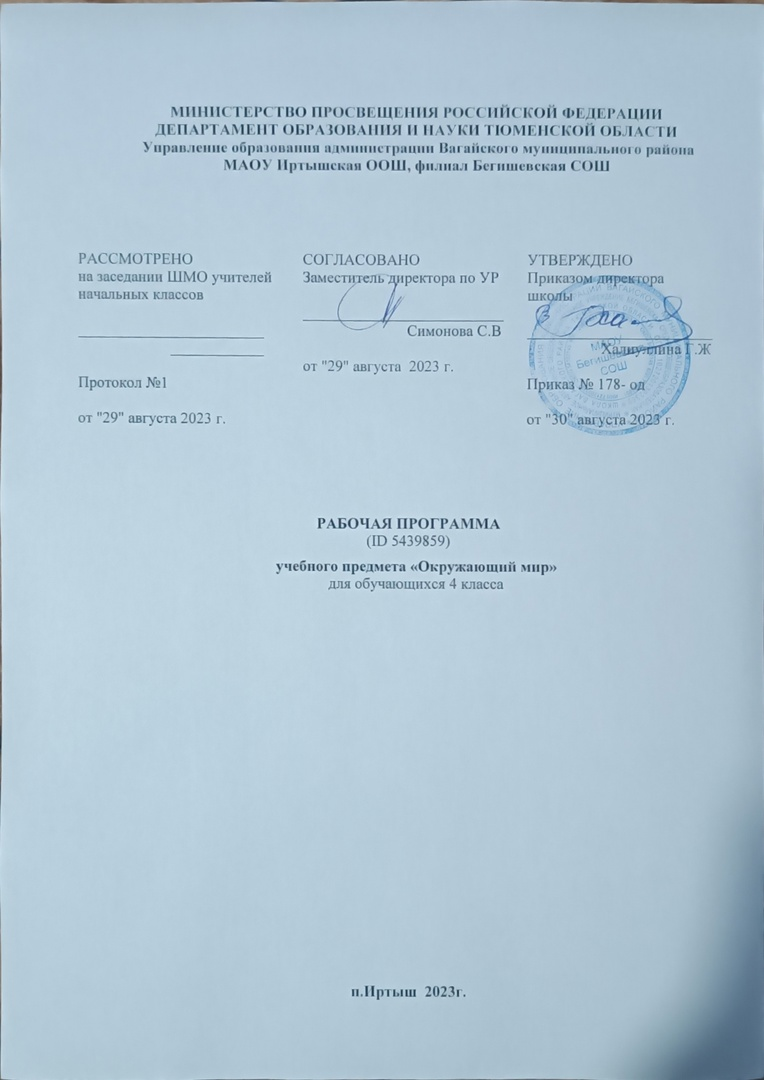 МИНИСТЕРСТВО ПРОСВЕЩЕНИЯ РОССИЙСКОЙ ФЕДЕРАЦИИ
ДЕПАРТАМЕНТ ОБРАЗОВАНИЯ И НАУКИ ТЮМЕНСКОЙ ОБЛАСТИ
Управление образования администрации Вагайского муниципального района
МАОУ Иртышская ООШ, филиал Бегишевская СОШ
РАССМОТРЕНО
на заседании ШМО учителей
начальных классов
Протокол №1
от "29" августа 2023 г.
СОГЛАСОВАНО
Заместитель директора по УР
Симонова С.В
от "29" августа 2023 г.
УТВЕРЖДЕНО
Приказом директора
школы
Халиуллина Г.Ж
Приказ № 178- од
от "30" августа 2023 г.
МАОУ
СОШ
РАБОЧАЯ ПРОГРАММА
(ID 5439859)
учебного предмета «Окружающий мир»
для обучающихся 4 класса
п.Иртыш 2023г.